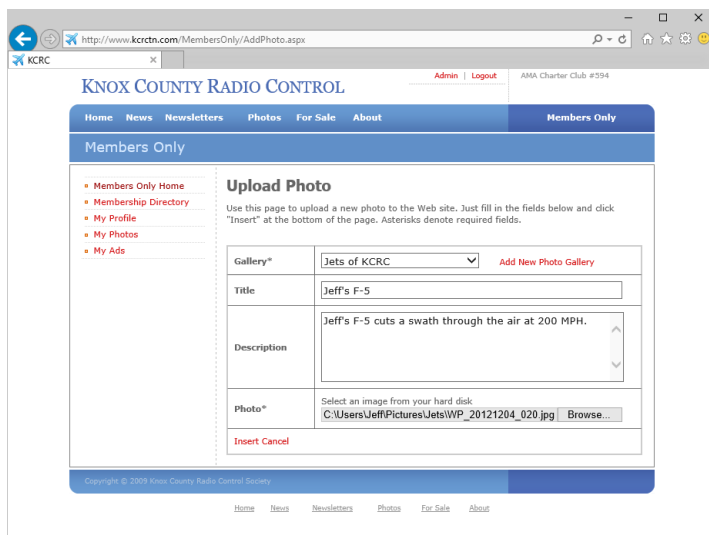 http://www.kcrctn.com/MembersOnly/AddPhoto.aspx
KCRC
KNOX COUNTY RADIO CONTROL
Admin | Logout
AMA Charter Club #594
Home News Newsletters Photos For Sale About
Members Only
Members Only
Members Only Home
Membership Directory
My Profile
My Photos
My Ads
Upload Photo
Use this page to upload a new photo to the Web site. Just fill in the fields below and click
"Insert" at the bottom of the page. Asterisks denote required fields.
Gallery*
Jets of KCRC
Add New Photo Gallery
Title
Jeff's F-5
Description
Jeff's F-5 cuts a swath through the air at 200 MPH.
Photo*
Select an image from your hard disk
C:\Users\Jeff\Pictures\Jets\WP_20121204_020.jpg
Browse...
Insert Cancel
Copyright © 2009 Knox County Radio Control Society
Home News Newsletters Photos For Sale About